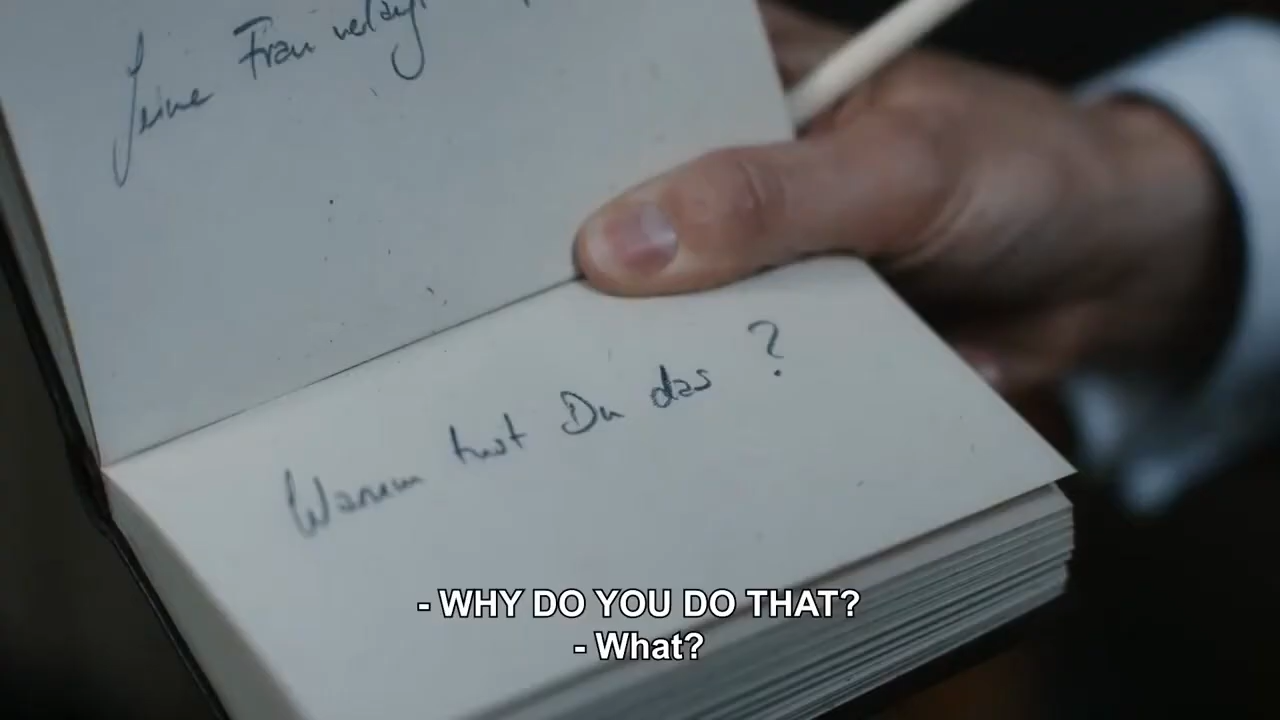 Seine Frau
Warum tust Du das ?
- WHY DO YOU DO THAT?
- What?